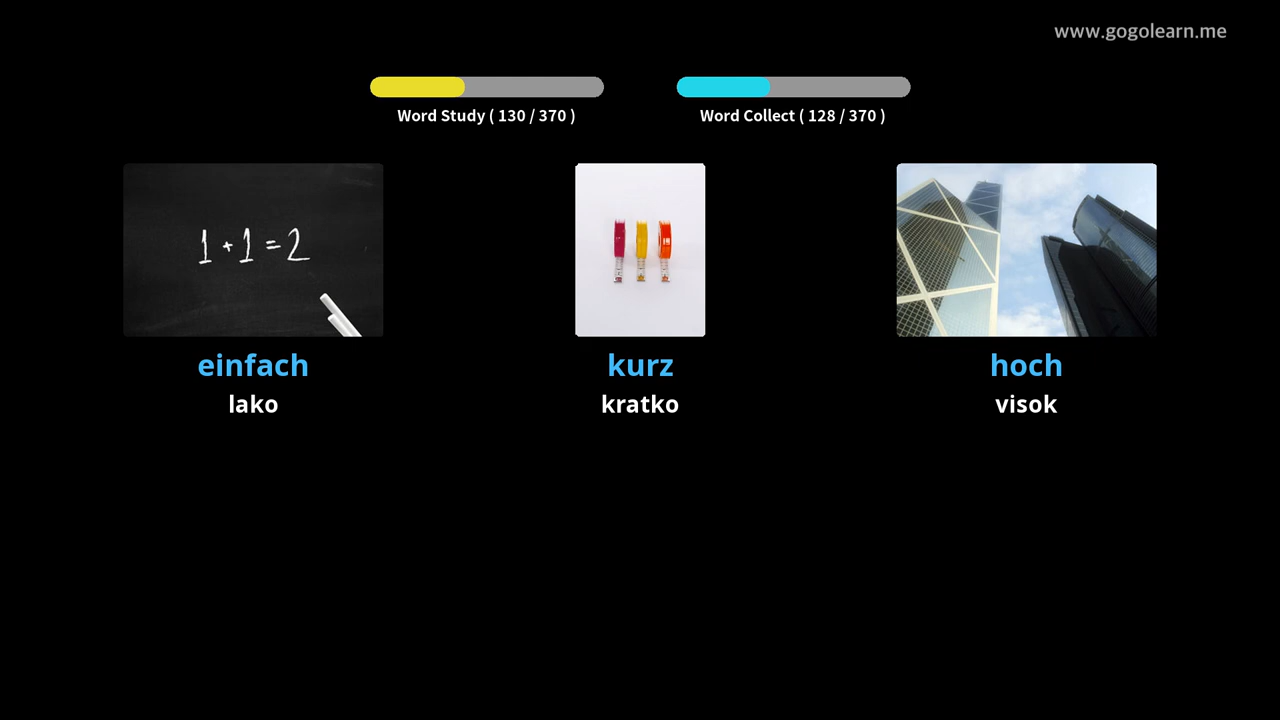 www.gogolearn.me
Word Study ( 130 / 370 )
Word Collect ( 128 / 370 )
1 + 1 = 2
einfach
lako
kurz
kratko
hoch
visok